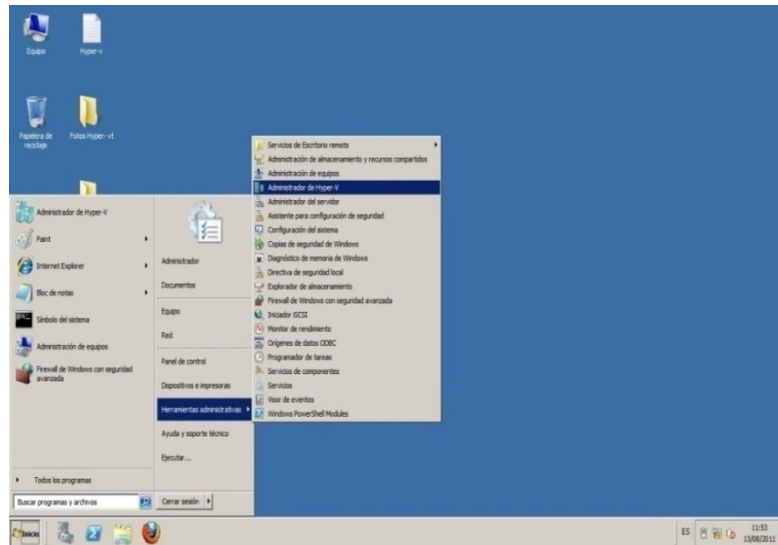 Equipo
Hyper-v
Papelera de
reciclaje
Fotos Hyper-vt
Administrador de Hyper-V
Paint
Internet Explorer
Bloc de notas
Símbolo del sistema
Administración de equipos
Firewall de Windows con seguridad
avanzada
Todos los programas
Buscar programas y archivos
Administrador
Documentos
Equipo
Red
Panel de control
Dispositivos e impresoras
Herramientas administrativas
Ayuda y soporte técnico
Ejecutar...
Cerrar sesión
Servicios de Escritorio remoto
Administración de almacenamiento y recursos compartidos
Administración de equipos
Administrador de Hyper-V
Administrador del servidor
Asistente para configuración de seguridad
Configuración del sistema
Copias de seguridad de Windows
Diagnóstico de memoria de Windows
Directiva de seguridad local
Explorador de almacenamiento
Firewall de Windows con seguridad avanzada
Iniciador iSCSI
Monitor de rendimiento
Orígenes de datos ODBC
Programador de tareas
Servicios de componentes
Servicios
Visor de eventos
Windows PowerShell Modules
Inicio
ES
11:53
13/08/2011